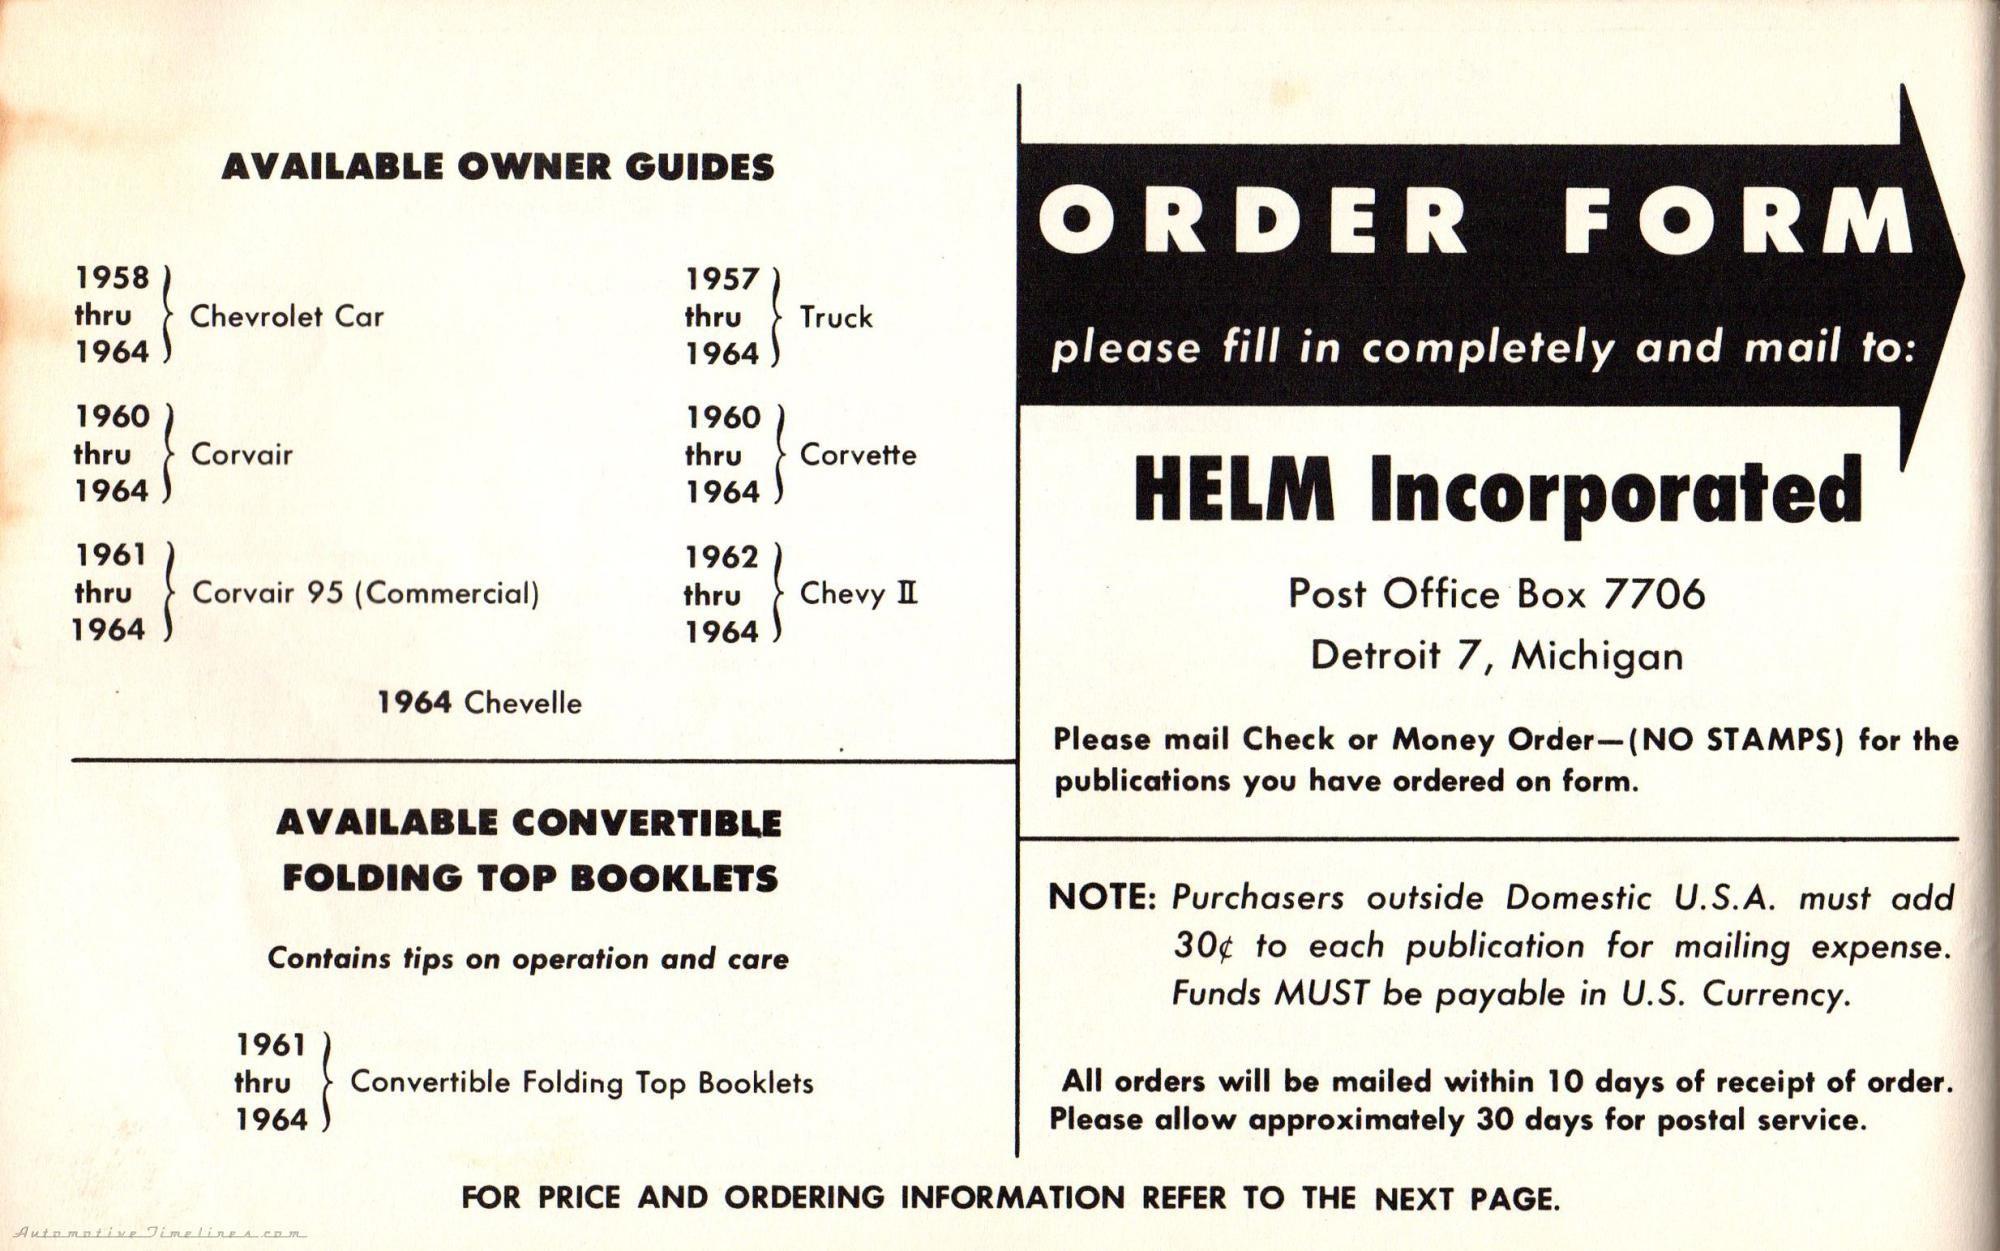 AVAILABLE OWNER GUIDES
1958
thru
1964
Chevrolet Car
1957
thru
1964
Truck
1960
thru
1964
Corvair
1960
thru
1964
Corvette
1961
thru
1964
Corvair 95 (Commercial)
1962
thru
1964
Chevy II
1964 Chevelle
AVAILABLE CONVERTIBLE
FOLDING TOP BOOKLETS
Contains tips on operation and care
1961
thru
1964
Convertible Folding Top Booklets
ORDER FORM
please fill in completely and mail to:
HELM Incorporated
Post Office Box 7706
Detroit 7, Michigan
Please mail Check or Money Order—(NO STAMPS) for the
publications you have ordered on form.
NOTE: Purchasers outside Domestic U.S.A. must add
30¢ to each publication for mailing expense.
Funds MUST be payable in U.S. Currency.
All orders will be mailed within 10 days of receipt of order.
Please allow approximately 30 days for postal service.
FOR PRICE AND ORDERING INFORMATION REFER TO THE NEXT PAGE.
AutomotiveTimelines.com